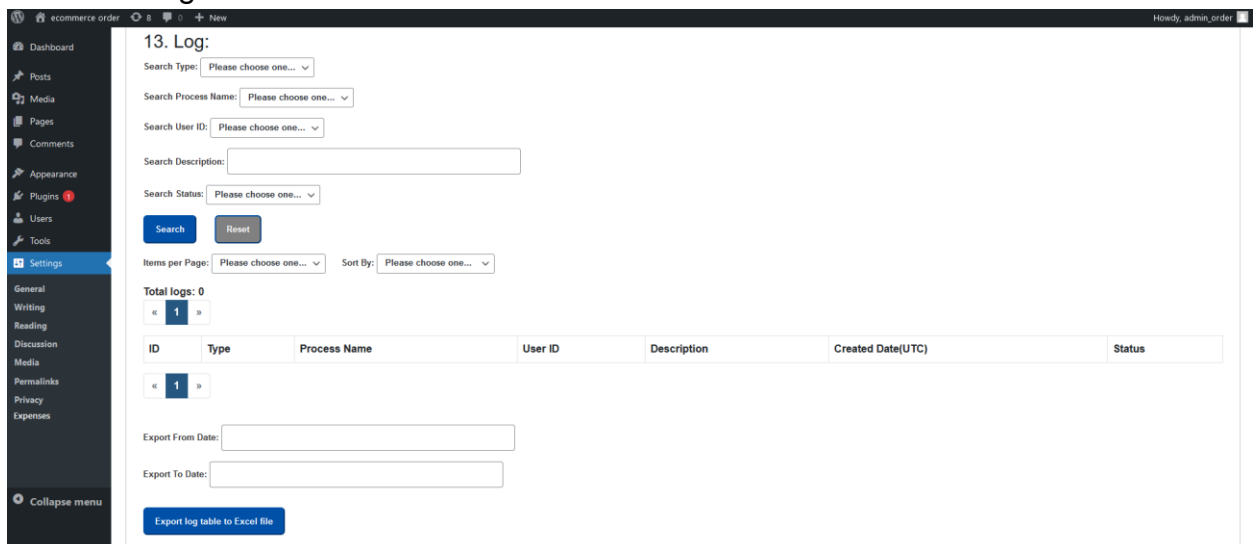 ecommerce order 8 0 + New Howdy, admin_order
Dashboard
Posts
Media
Pages
Comments
Appearance
Plugins 1
Users
Tools
Settings
General
Writing
Reading
Discussion
Media
Permalinks
Privacy
Expenses
Collapse menu
13. Log:
Search Type: Please choose one...
Search Process Name: Please choose one...
Search User ID: Please choose one...
Search Description:
Search Status: Please choose one...
Search Reset
Items per Page: Please choose one... Sort By: Please choose one...
Total logs: 0
« 1 »
ID Type Process Name User ID Description Created Date(UTC) Status
« 1 »
Export From Date:
Export To Date:
Export log table to Excel file